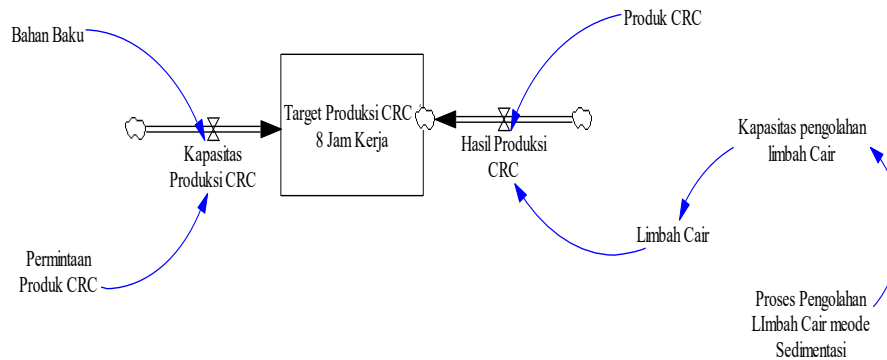 Bahan Baku
Produk CRC
Target Produksi CRC
8 Jam Kerja
Kapasitas
Produksi CRC
Hasil Produksi
CRC
Kapasitas pengolahan
limbah Cair
Limbah Cair
Permintaan
Produk CRC
Proses Pengolahan
LImbah Cair meode
Sedimentasi